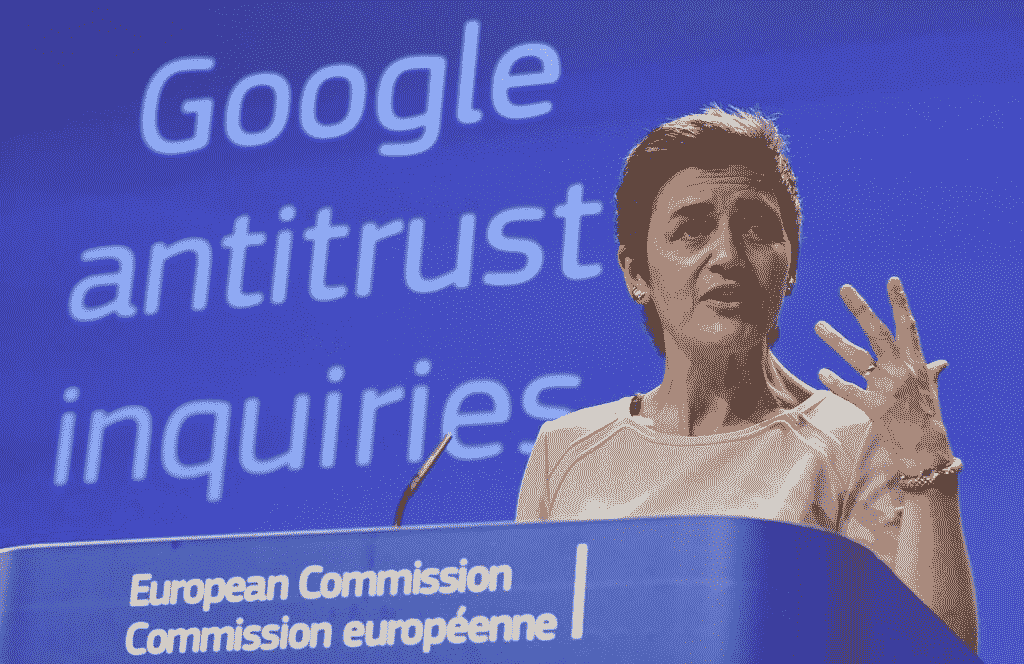 Google
antitrust
inquiries
European Commission
Commission européenne